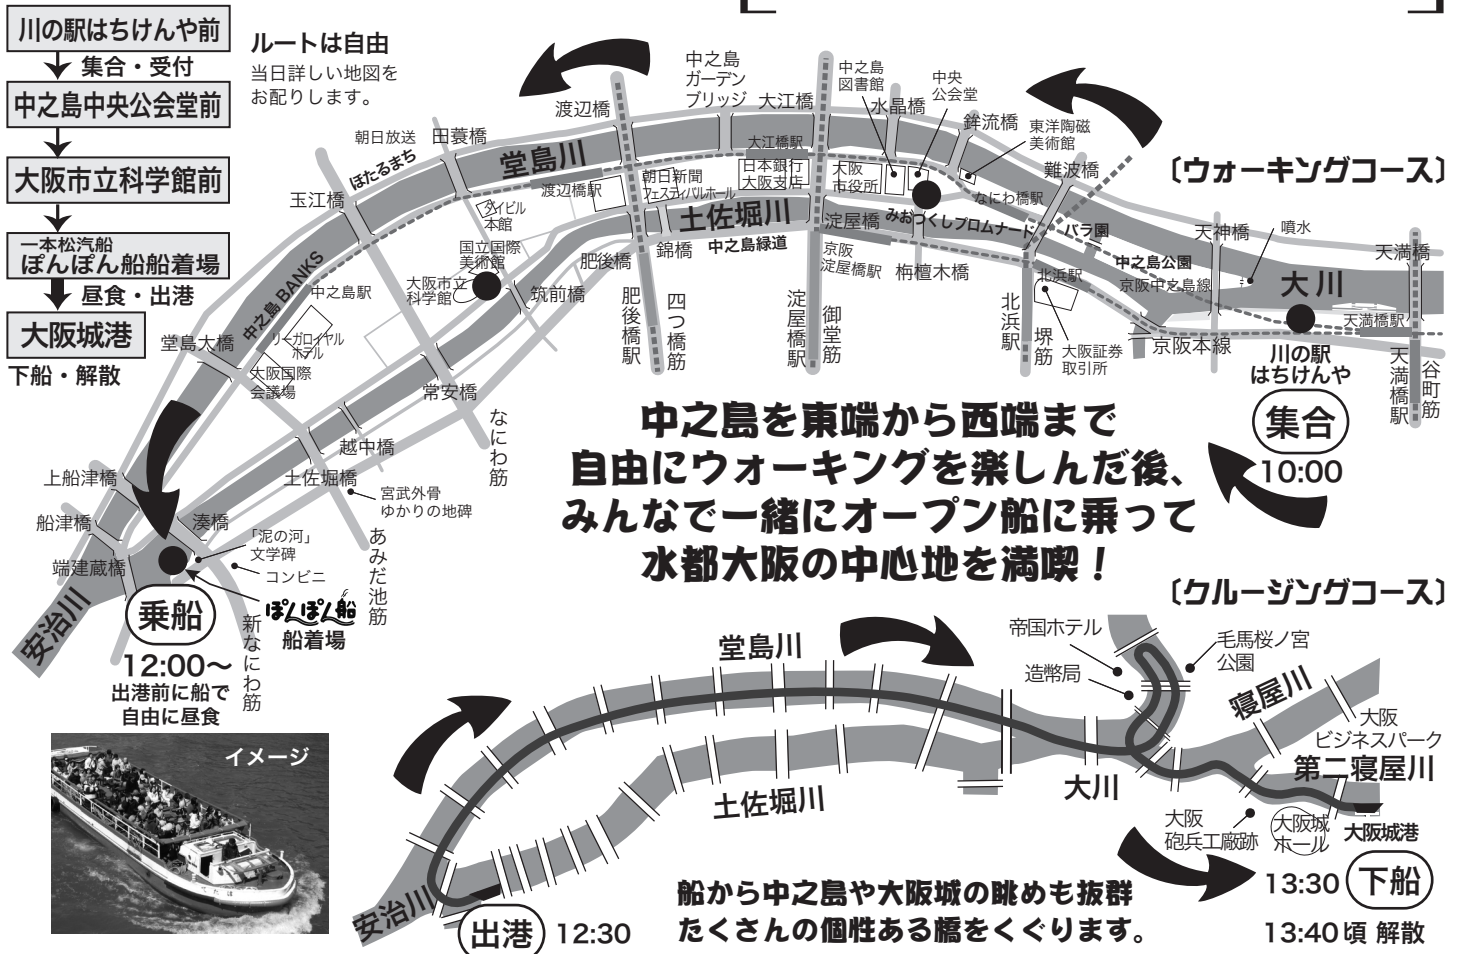 川の駅はちけんや前
集合・受付
中之島中央公会堂前
大阪市立科学館前
一本松汽船
ぽんぽん船船着場
昼食・出港
大阪城港
下船・解散
ルートは自由
当日詳しい地図を
お配りします。
〔ウォーキングコース〕
渡辺橋
中之島
ガーデン
ブリッジ
大江橋
中之島
図書館
水晶橋
中央
公会堂
鉾流橋
東洋陶磁
美術館
難波橋
朝日放送
田蓑橋
ほたるまち
堂島川
大江橋駅
玉江橋
渡辺橋駅
朝日新聞
フェスティバルホール
日本銀行
大阪支店
大阪
市役所
なにわ橋駅
ダイビル
本館
土佐堀川
淀屋橋
みおつくしプロムナード
バラ園
天神橋
噴水
天満橋
国立国際
美術館
肥後橋
錦橋
中之島緑道
京阪
淀屋橋駅
栴檀木橋
中之島公園
北浜駅
京阪中之島線
大川
大阪市立
科学館
筑前橋
中之島 BANKS
中之島駅
肥後橋駅
四つ橋筋
淀屋橋駅
御堂筋
北浜駅
堺筋
大阪証券
取引所
京阪本線
天満橋駅
川の駅
はちけんや
天満橋駅
谷町筋
堂島大橋
リーガロイヤル
ホテル
大阪国際
会議場
常安橋
なにわ筋
集合
10:00
中之島を東端から西端まで
自由にウォーキングを楽しんだ後、
みんなで一緒にオープン船に乗って
水都大阪の中心地を満喫！
越中橋
土佐堀橋
宮武外骨
ゆかりの地碑
あみだ池筋
上船津橋
船津橋
湊橋
「泥の河」
文学碑
コンビニ
端建蔵橋
安治川
乗船
12:00～
出港前に船で
自由に昼食
ぽんぽん船
船着場
新なにわ筋
イメージ
〔クルージングコース〕
堂島川
帝国ホテル
造幣局
毛馬桜ノ宮
公園
寝屋川
大阪
ビジネスパーク
第二寝屋川
土佐堀川
大川
大阪
砲兵工廠跡
大阪城
ホール
大阪城港
安治川
出港 12:30
船から中之島や大阪城の眺めも抜群
たくさんの個性ある橋をくぐります。
13:30 下船
13:40頃 解散